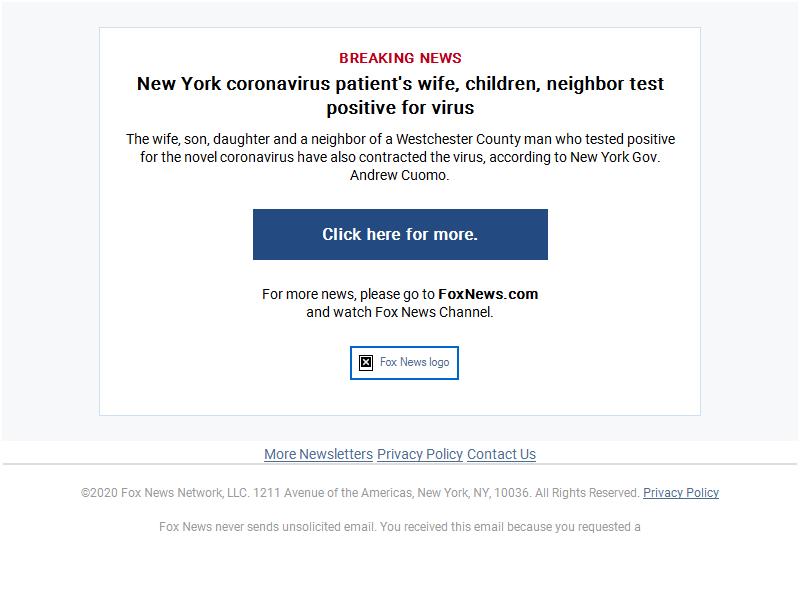 BREAKING NEWS
New York coronavirus patient's wife, children, neighbor test
positive for virus
The wife, son, daughter and a neighbor of a Westchester County man who tested positive
for the novel coronavirus have also contracted the virus, according to New York Gov.
Andrew Cuomo.
Click here for more.
For more news, please go to FoxNews.com
and watch Fox News Channel.
Fox News logo
More Newsletters Privacy Policy Contact Us
©2020 Fox News Network, LLC. 1211 Avenue of the Americas, New York, NY, 10036. All Rights Reserved. Privacy Policy
Fox News never sends unsolicited email. You received this email because you requested a